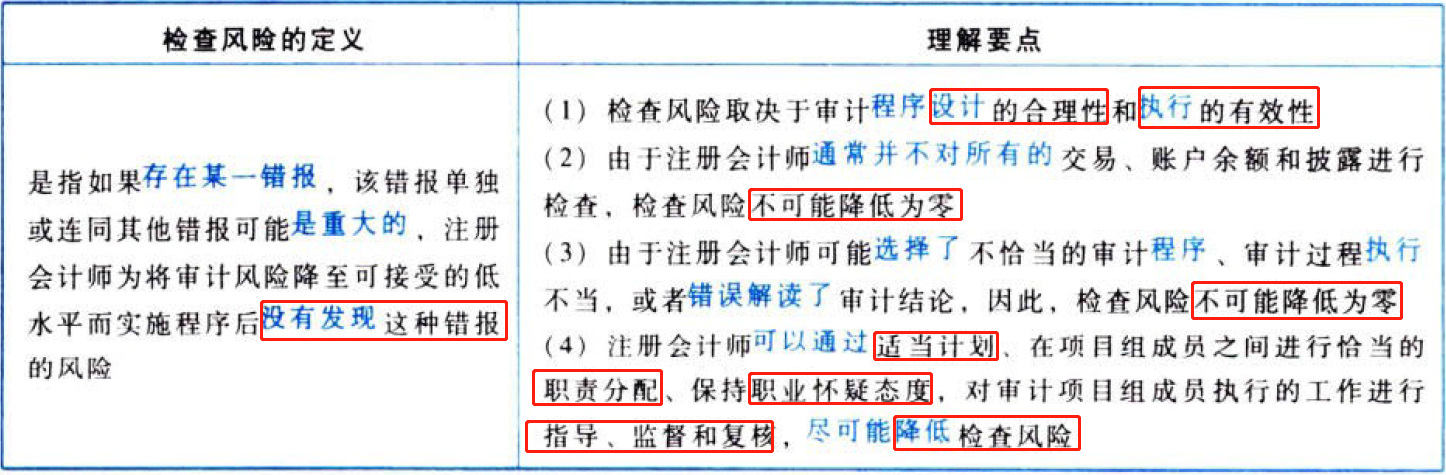 检查风险的定义
理解要点
是指如果存在某一错报，该错报单独
或连同其他错报可能是重大的，注册
会计师为将审计风险降至可接受的低
水平而实施程序后没有发现这种错报
的风险
（1）检查风险取决于审计程序设计的合理性和执行的有效性
（2）由于注册会计师通常并不对所有的交易、账户余额和披露进行
检查，检查风险不可能降低为零
（3）由于注册会计师可能选择了不恰当的审计程序、审计过程执行
不当，或者错误解读了审计结论，因此，检查风险不可能降低为零
（4）注册会计师可以通过适当计划、在项目组成员之间进行恰当的
职责分配、保持职业怀疑态度，对审计项目组成员执行的工作进行
指导、监督和复核，尽可能降低检查风险